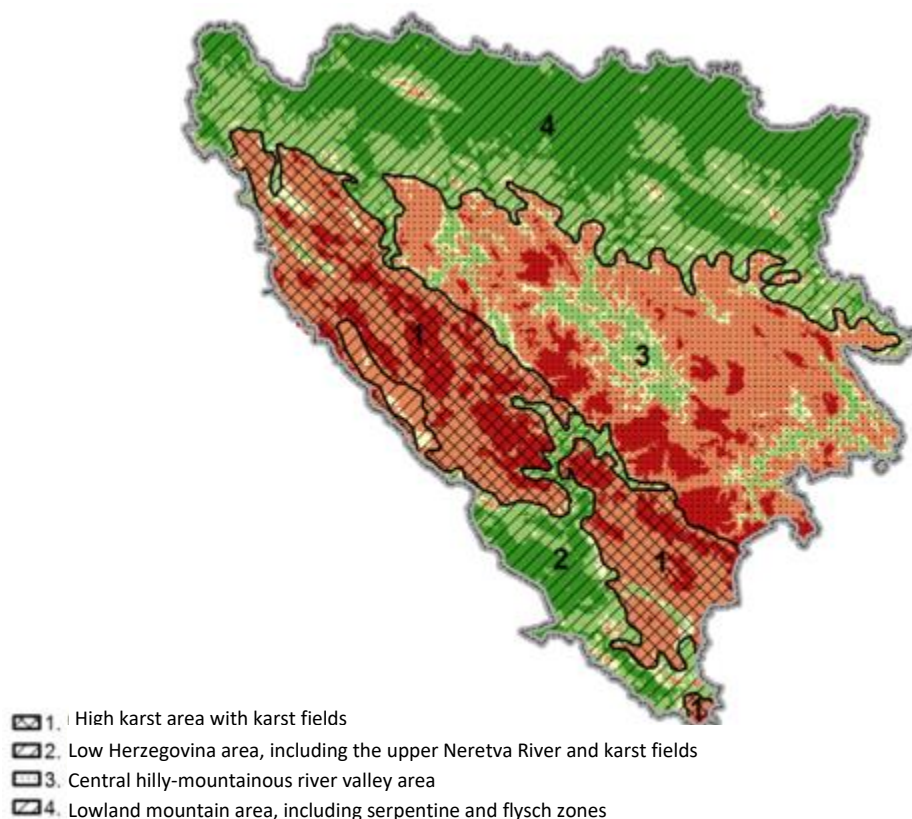 4
1
3
2
1
1
1. High karst area with karst fields
2. Low Herzegovina area, including the upper Neretva River and karst fields
3. Central hilly-mountainous river valley area
4. Lowland mountain area, including serpentine and flysch zones